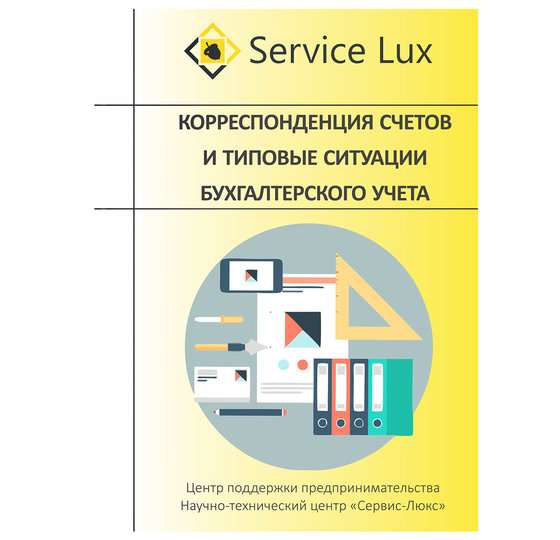 Service Lux
КОРРЕСПОНДЕНЦИЯ СЧЕТОВ
И ТИПОВЫЕ СИТУАЦИИ
БУХГАЛТЕРСКОГО УЧЕТА
Центр поддержки предпринимательства
Научно-технический центр «Сервис-Люкс»